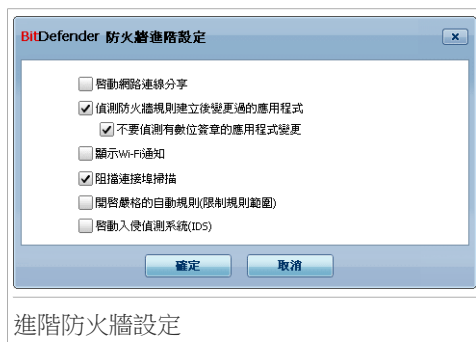 BitDefender 防火牆進階設定
啓動網路連線分享
偵測防火牆規則建立後變更過的應用程式
不要偵測有數位簽章的應用程式變更
顯示Wi-Fi通知
阻擋連接埠掃描
開啓嚴格的自動規則(限制規則範圍)
啓動入侵偵測系統(IDS)
確定 取消
進階防火牆設定